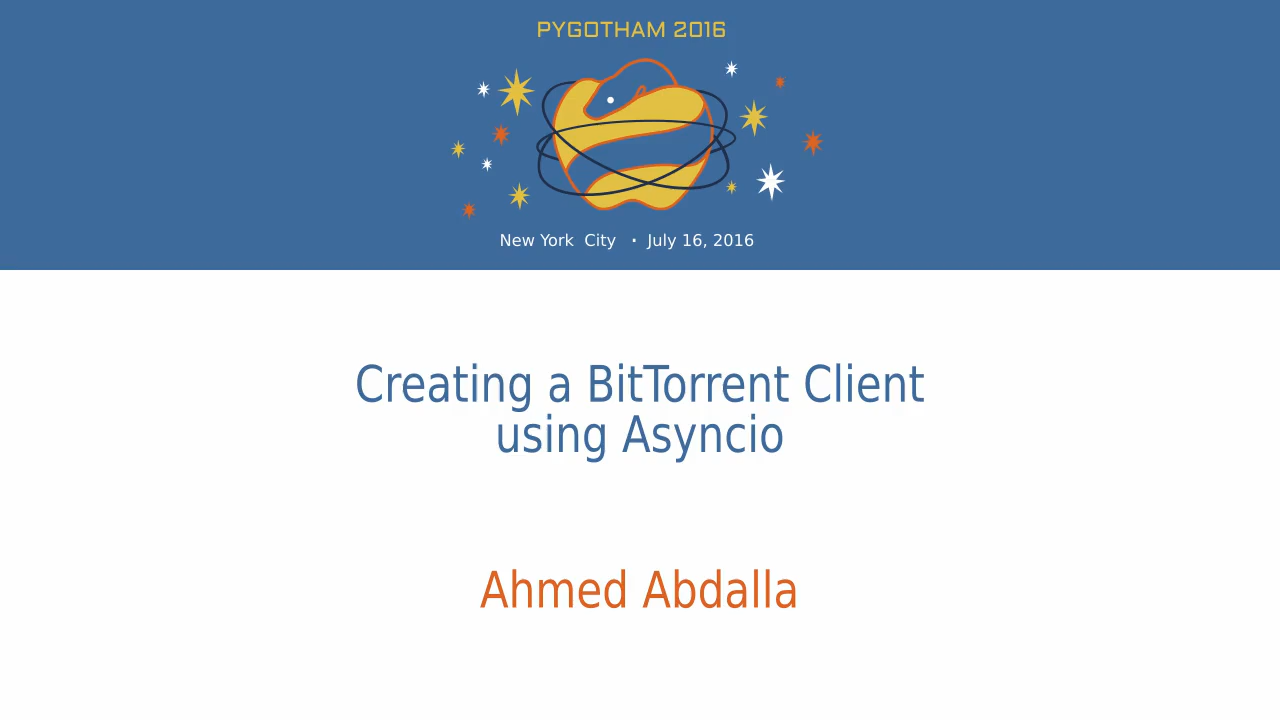 PYGOTHAM 2016
New York City · July 16, 2016
Creating a BitTorrent Client
using Asyncio
Ahmed Abdalla